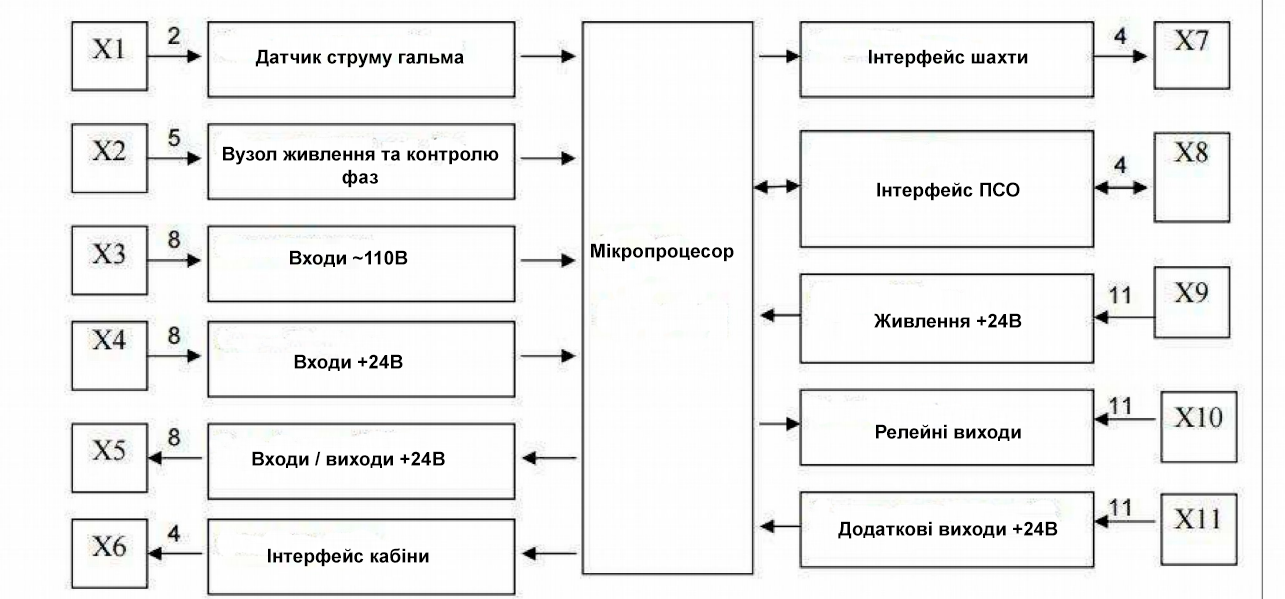 X1
2
Датчик струму гальма
X2
5
Вузол живлення та контролю
фаз
X3
8
Входи ~110В
X4
8
Входи +24В
X5
8
Входи / виходи +24В
X6
4
Інтерфейс кабіни
Мікропроцесор
Інтерфейс шахти
4
X7
Інтерфейс ПСО
4
X8
Живлення +24В
11
X9
Релейні виходи
11
X10
Додаткові виходи +24В
11
X11